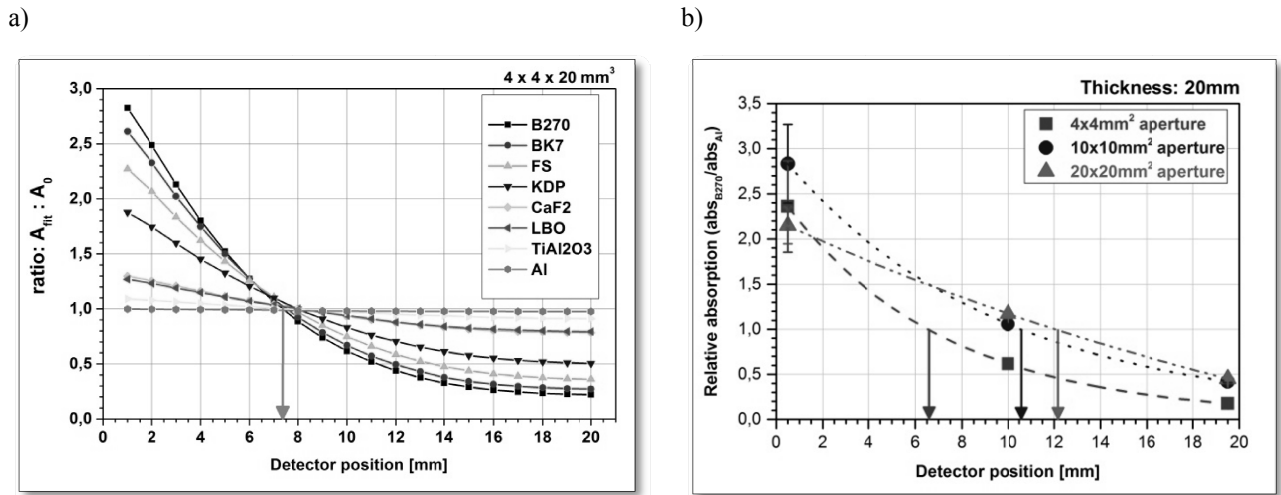 a)
b)
4 x 4 x 20 mm³
ratio: A_fit : A_0
3,0
2,5
2,0
1,5
1,0
0,5
0,0
B270
BK7
FS
KDP
CaF2
LBO
TiAl2O3
Al
0 2 4 6 8 10 12 14 16 18 20
Detector position [mm]
Thickness: 20mm
Relative absorption (abs_B270/abs_Al)
3,5
3,0
2,5
2,0
1,5
1,0
0,5
0,0
4x4mm² aperture
10x10mm² aperture
20x20mm² aperture
0 2 4 6 8 10 12 14 16 18 20
Detector position [mm]